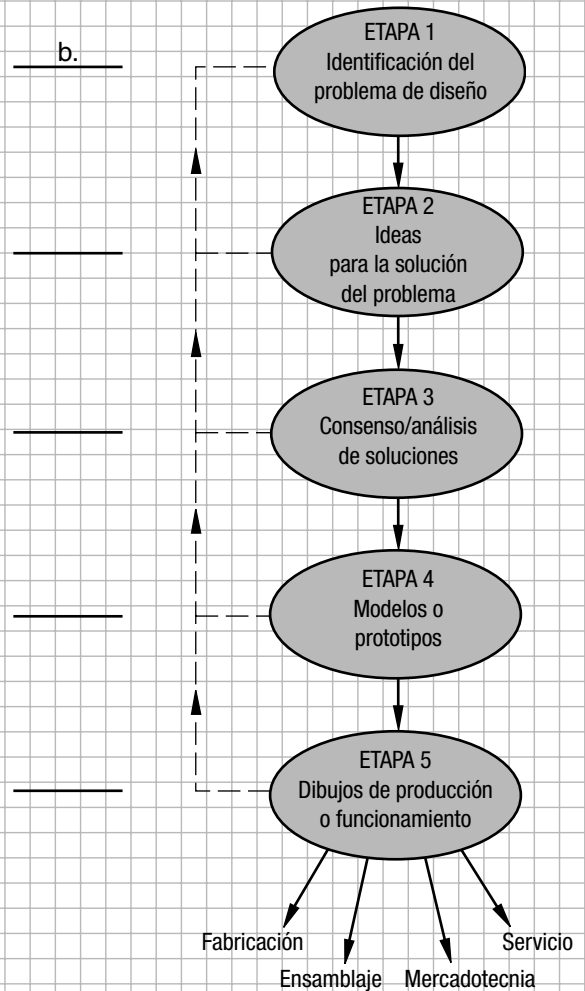 b.
ETAPA 1
Identificación del
problema de diseño
ETAPA 2
Ideas
para la solución
del problema
ETAPA 3
Consenso/análisis
de soluciones
ETAPA 4
Modelos o
prototipos
ETAPA 5
Dibujos de producción
o funcionamiento
Fabricación
Servicio
Ensamblaje
Mercadotecnia